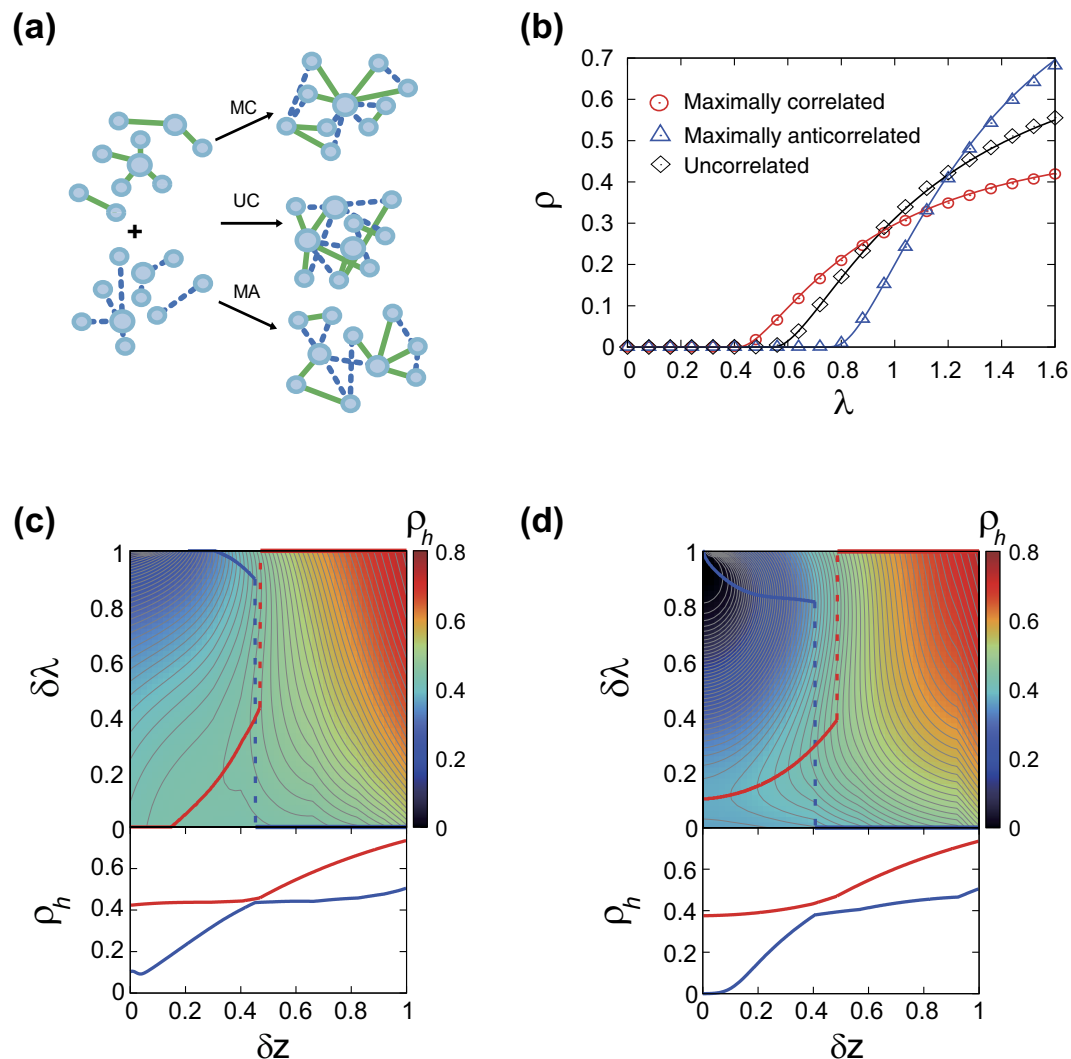 (a)
MC
UC
MA
+
(b)
0.7
0.6
0.5
0.4
0.3
0.2
0.1
0
ρ
Maximally correlated
Maximally anticorrelated
Uncorrelated
0 0.2 0.4 0.6 0.8 1.0 1.2 1.4 1.6
λ
(c)
ρh
1
0.8
0.6
0.4
0.2
0
δλ
0.8
0.6
0.4
0.2
0
0.6
0.4
0.2
0
ρh
0 0.2 0.4 0.6 0.8 1
δz
(d)
ρh
1
0.8
0.6
0.4
0.2
0
δλ
0.8
0.6
0.4
0.2
0
0.6
0.4
0.2
0
ρh
0 0.2 0.4 0.6 0.8 1
δz